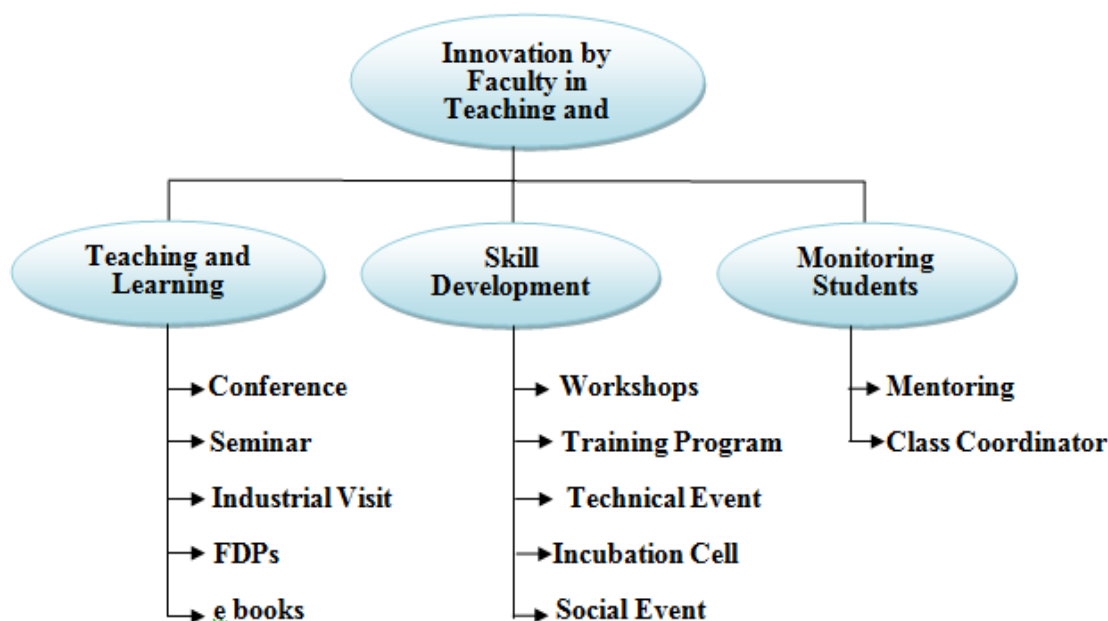 Innovation by
Faculty in
Teaching and
Teaching and
Learning
Skill
Development
Monitoring
Students
Conference
Seminar
Industrial Visit
FDPs
e books
Workshops
Training Program
Technical Event
Incubation Cell
Social Event
Mentoring
Class Coordinator